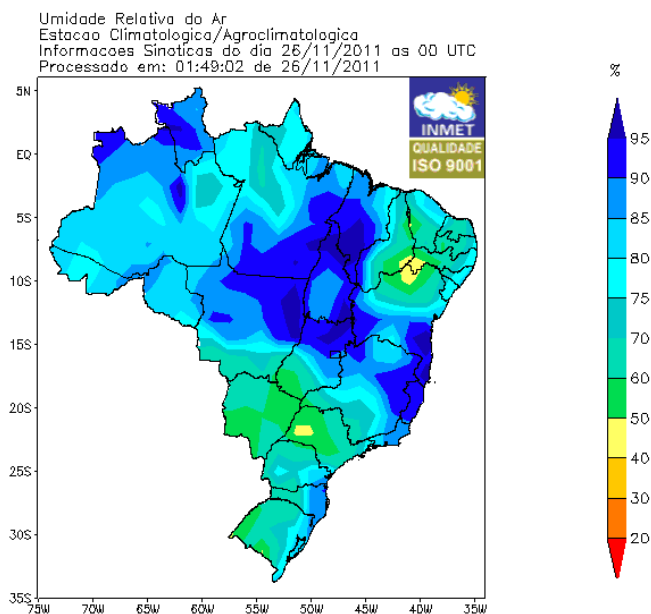 Umidade Relativa do Ar
Estacao Climatologica/Agroclimatologica
Informacoes Sinoticas do dia 26/11/2011 as 00 UTC
Processado em: 01:49:02 de 26/11/2011
%
5N
EQ
5S
10S
15S
20S
25S
30S
35S
75W 70W 65W 60W 55W 50W 45W 40W 35W
INMET
QUALIDADE
ISO 9001
95
90
85
80
75
70
60
50
40
30
20